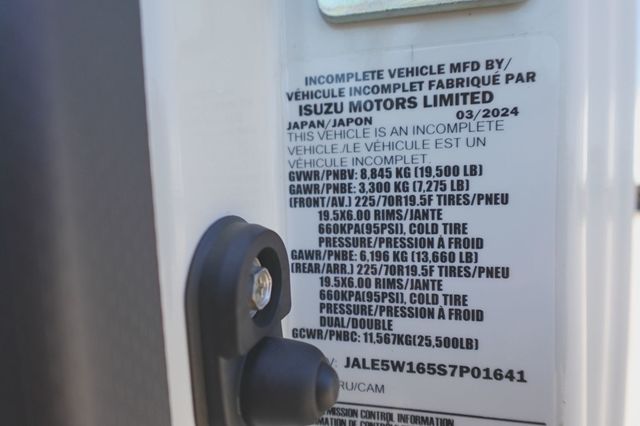 INCOMPLETE VEHICLE MFD BY/
VÉHICULE INCOMPLET FABRIQUÉ PAR
ISUZU MOTORS LIMITED
JAPAN/JAPON 03/2024
THIS VEHICLE IS AN INCOMPLETE
VEHICLE./LE VÉHICULE EST UN
VÉHICULE INCOMPLET.
GVWR/PNBV: 8,845 KG (19,500 LB)
GAWR/PNBE: 3,300 KG (7,275 LB)
(FRONT/AV.) 225/70R19.5F TIRES/PNEU
19.5X6.00 RIMS/JANTE
660KPA(95PSI), COLD TIRE
PRESSURE/PRESSION À FROID
GAWR/PNBE: 6,196 KG (13,660 LB)
(REAR/ARR.) 225/70R19.5F TIRES/PNEU
19.5X6.00 RIMS/JANTE
660KPA(95PSI), COLD TIRE
PRESSURE/PRESSION À FROID
DUAL/DOUBLE
GCWR/PNBC: 11,567KG(25,500LB)
JALE5W165S7P01641
RU/CAM
MISSION CONTROL INFORMATION